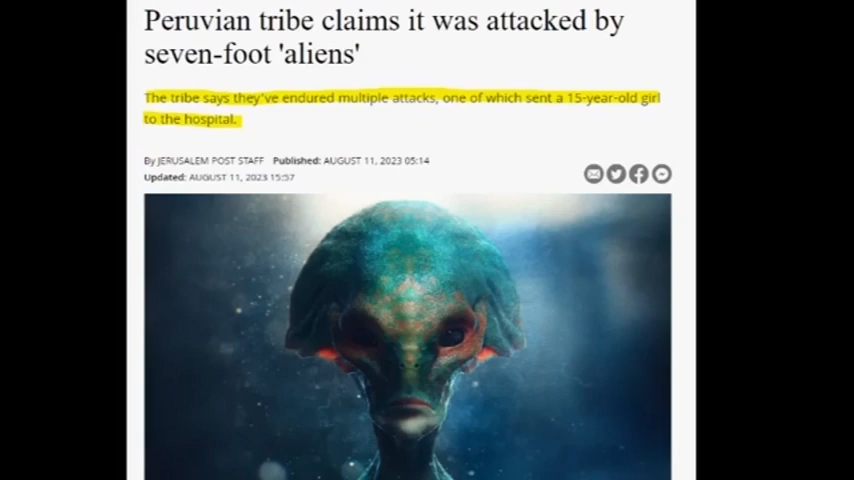 Peruvian tribe claims it was attacked by
seven-foot 'aliens'
The tribe says they've endured multiple attacks, one of which sent a 15-year-old girl
to the hospital.
By JERUSALEM POST STAFF Published: AUGUST 11, 2023 05:14
Updated: AUGUST 11, 2023 15:57